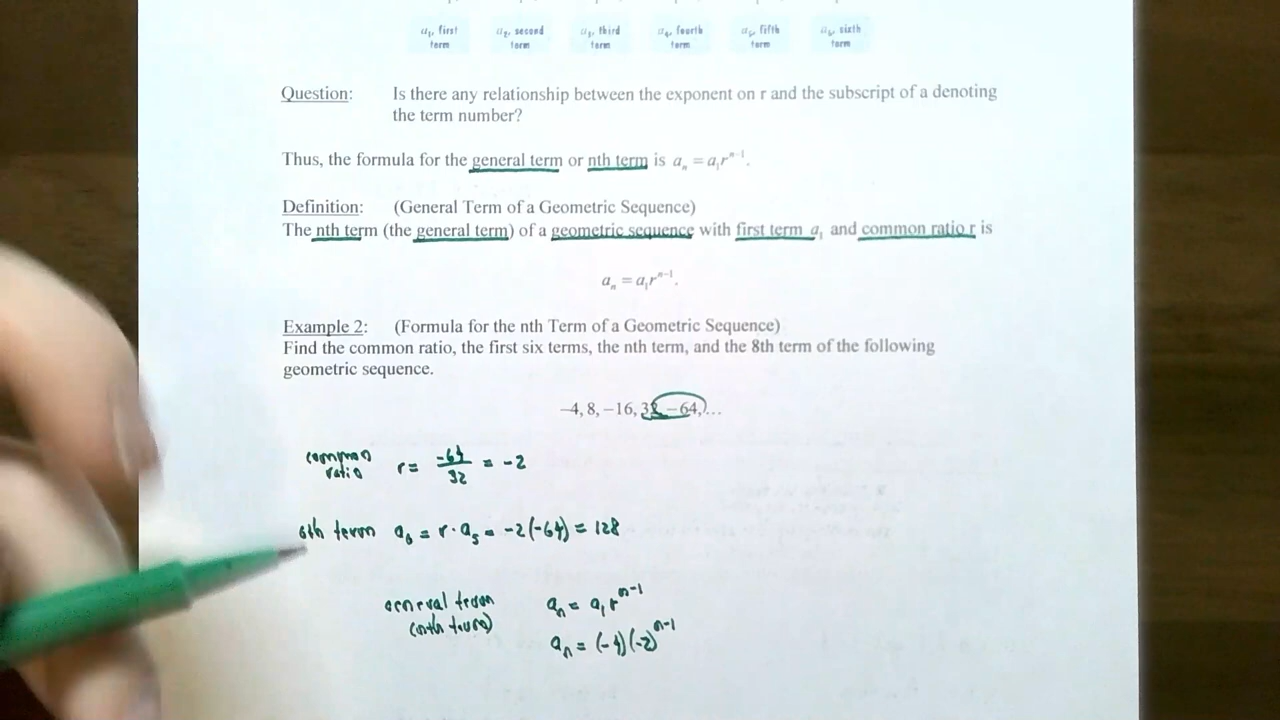 a₁, first term
a₂, second term
a₃, third term
a₄, fourth term
a₅, fifth term
a₆, sixth term
Question: Is there any relationship between the exponent on r and the subscript of a denoting
the term number?
Thus, the formula for the general term or nth term is aₙ = a₁rⁿ⁻¹.
Definition: (General Term of a Geometric Sequence)
The nth term (the general term) of a geometric sequence with first term a₁ and common ratio r is
aₙ = a₁rⁿ⁻¹.
Example 2: (Formula for the nth Term of a Geometric Sequence)
Find the common ratio, the first six terms, the nth term, and the 8th term of the following
geometric sequence.
–4, 8, –16, 32, –64, …
common ratio r = -64/32 = -2
6th term a₆ = r · a₅ = -2(-64) = 128
general term aₙ = a₁ rⁿ⁻¹
(nth term) aₙ = (-4)(-2)ⁿ⁻¹